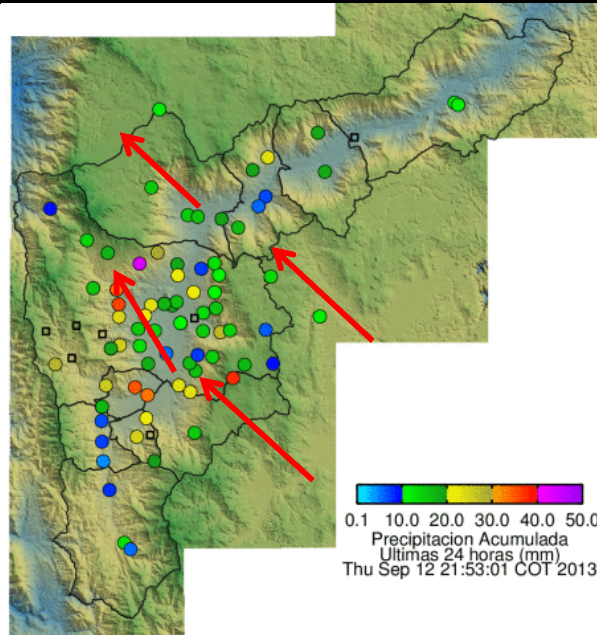 0.1 10.0 20.0 30.0 40.0 50.0
Precipitacion Acumulada
Ultimas 24 horas (mm)
Thu Sep 12 21:53:01 COT 2013